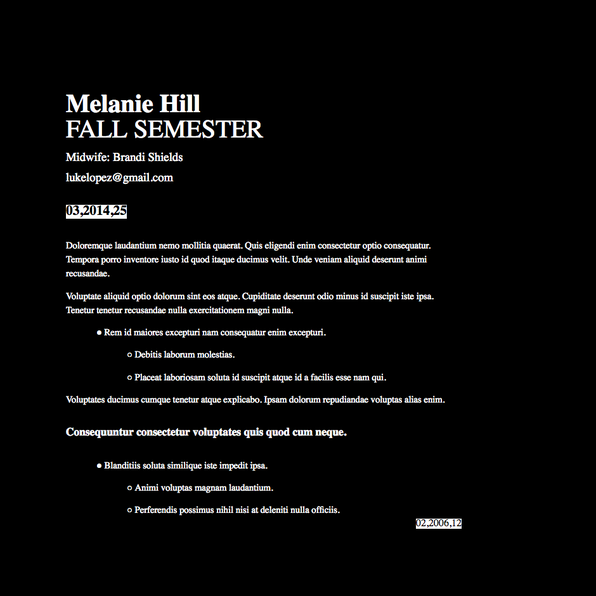 Melanie Hill
FALL SEMESTER
Midwife: Brandi Shields
lukelopez@gmail.com
03,2014,25
Doloremque laudantium nemo mollitia quaerat. Quis eligendi enim consectetur optio consequatur.
Tempora porro inventore iusto id quod itaque ducimus velit. Unde veniam aliquid deserunt animi
recusandae.
Voluptate aliquid optio dolorum sint eos atque. Cupiditate deserunt odio minus id suscipit iste ipsa.
Tenetur tenetur recusandae nulla exercitationem magni nulla.
● Rem id maiores excepturi nam consequatur enim excepturi.
○ Debitis laborum molestias.
○ Placeat laboriosam soluta id suscipit atque id a facilis esse nam qui.
Voluptates ducimus cumque tenetur atque explicabo. Ipsam dolorum repudiandae voluptas alias enim.
Consequuntur consectetur voluptates quis quod cum neque.
● Blanditiis soluta similique iste impedit ipsa.
○ Animi voluptas magnam laudantium.
○ Perferendis possimus nihil nisi at deleniti nulla officiis.
02,2006,12